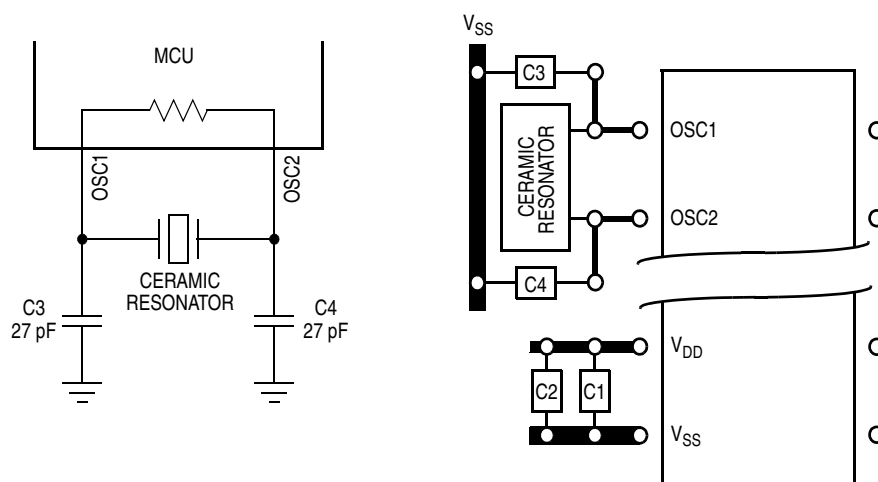 MCU
OSC1
OSC2
CERAMIC
RESONATOR
C3
27 pF
C4
27 pF
VSS
C3
CERAMIC
RESONATOR
C4
OSC1
OSC2
C2
C1
VDD
VSS